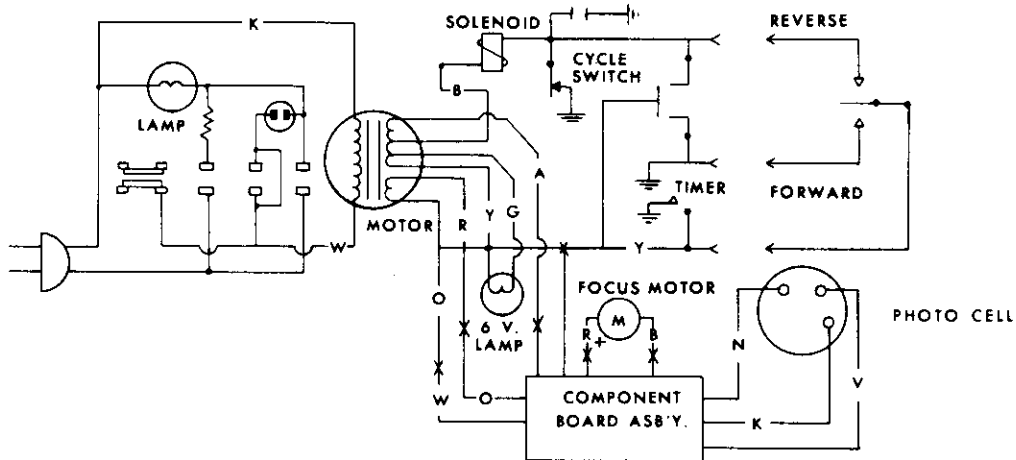 K
LAMP
SOLENOID
B
CYCLE
SWITCH
REVERSE
MOTOR
A
R
Y
G
W
TIMER
FORWARD
Y
O
6 V.
LAMP
FOCUS MOTOR
M
R
+
B
PHOTO CELL
N
V
W
O
COMPONENT
BOARD ASB'Y.
K